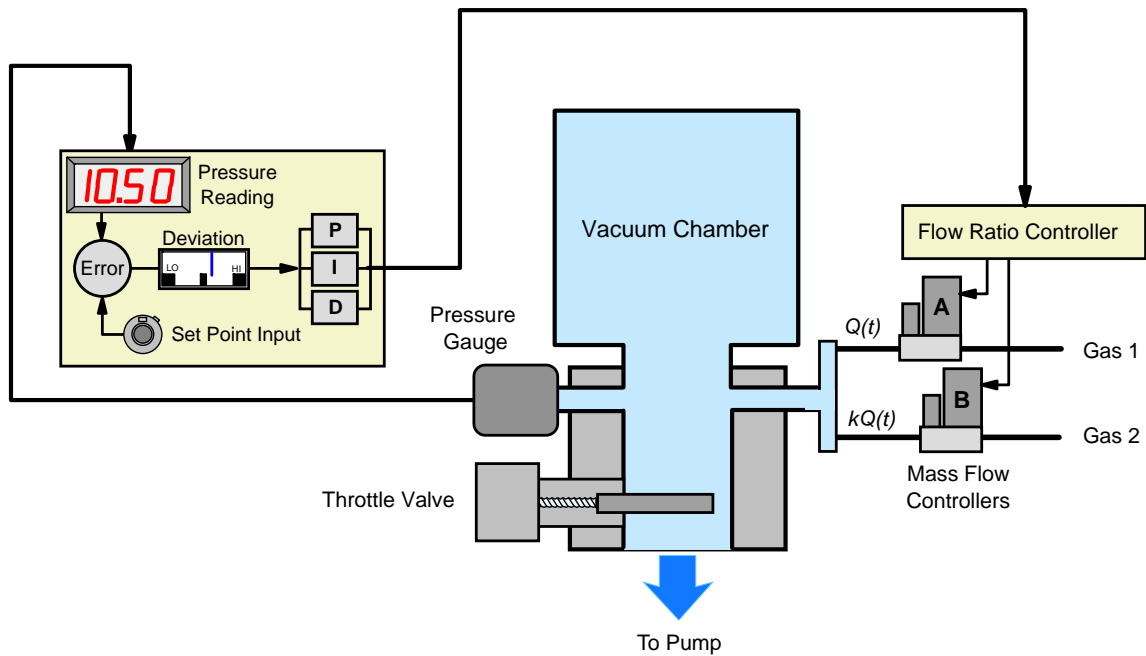 10.50
Pressure
Reading
Deviation
LO
HI
Error
P
I
D
Set Point Input
Vacuum Chamber
Flow Ratio Controller
Pressure
Gauge
A
Q(t)
Gas 1
B
kQ(t)
Gas 2
Mass Flow
Controllers
Throttle Valve
To Pump